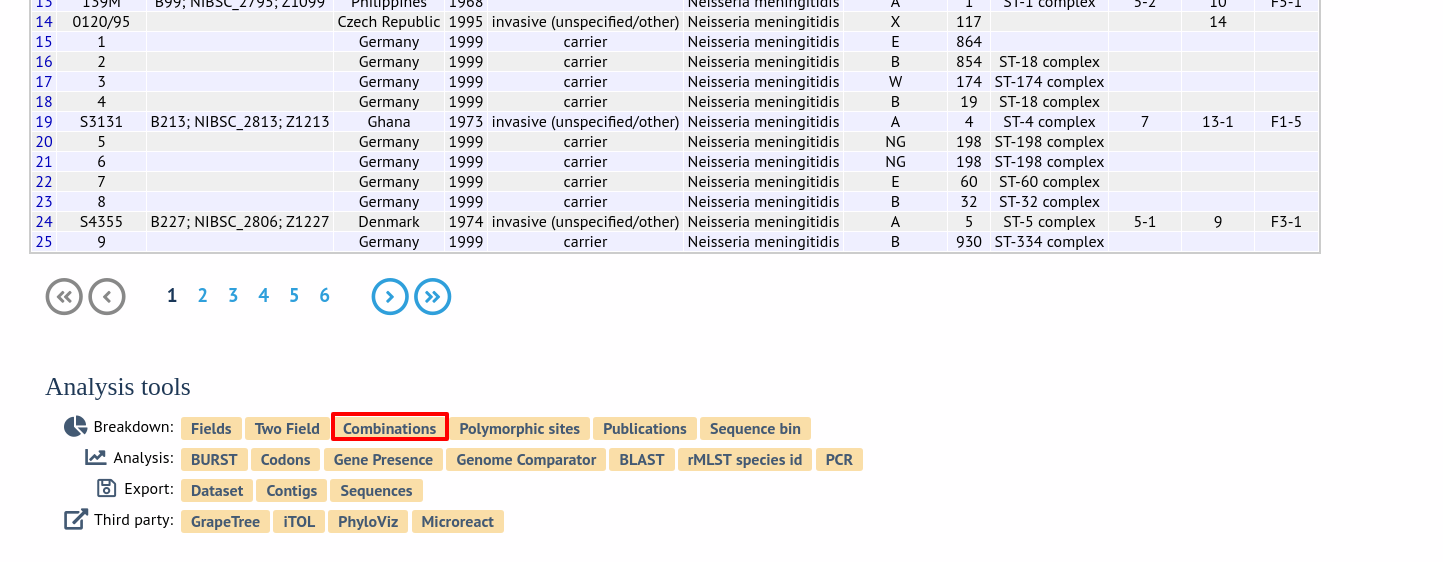 13 139M B99; NIBSC_2795; Z1099 Philippines 1968 Neisseria meningitidis A 1 ST-1 complex 5-2 10 F5-1
14 0120/95 Czech Republic 1995 invasive (unspecified/other) Neisseria meningitidis X 117 14
15 1 Germany 1999 carrier Neisseria meningitidis E 864
16 2 Germany 1999 carrier Neisseria meningitidis B 854 ST-18 complex
17 3 Germany 1999 carrier Neisseria meningitidis W 174 ST-174 complex
18 4 Germany 1999 carrier Neisseria meningitidis B 19 ST-18 complex
19 S3131 B213; NIBSC_2813; Z1213 Ghana 1973 invasive (unspecified/other) Neisseria meningitidis A 4 ST-4 complex 7 13-1 F1-5
20 5 Germany 1999 carrier Neisseria meningitidis NG 198 ST-198 complex
21 6 Germany 1999 carrier Neisseria meningitidis NG 198 ST-198 complex
22 7 Germany 1999 carrier Neisseria meningitidis E 60 ST-60 complex
23 8 Germany 1999 carrier Neisseria meningitidis B 32 ST-32 complex
24 S4355 B227; NIBSC_2806; Z1227 Denmark 1974 invasive (unspecified/other) Neisseria meningitidis A 5 ST-5 complex 5-1 9 F3-1
25 9 Germany 1999 carrier Neisseria meningitidis B 930 ST-334 complex
1 2 3 4 5 6
Analysis tools
Breakdown: Fields Two Field Combinations Polymorphic sites Publications Sequence bin
Analysis: BURST Codons Gene Presence Genome Comparator BLAST rMLST species id PCR
Export: Dataset Contigs Sequences
Third party: GrapeTree iTOL PhyloViz Microreact